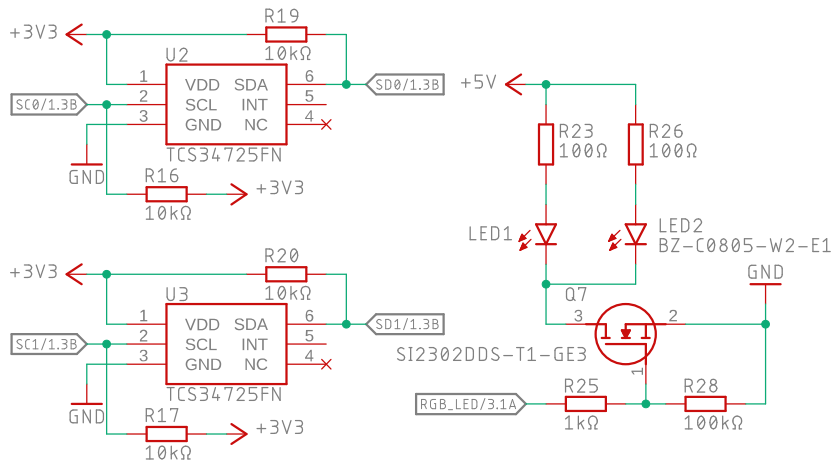 +3V3
R19
10kΩ
U2
1 VDD SDA 6
SC0/1.3B
2 SCL INT 5
3 GND NC 4
SD0/1.3B
TCS34725FN
GND
R16
10kΩ
+3V3
+3V3
R20
10kΩ
U3
1 VDD SDA 6
SC1/1.3B
2 SCL INT 5
3 GND NC 4
SD1/1.3B
TCS34725FN
GND
R17
10kΩ
+3V3
+5V
R23
100Ω
R26
100Ω
LED1
LED2
BZ-C0805-W2-E1
GND
Q7
3
2
SI2302DDS-T1-GE3
1
RGB_LED/3.1A
R25
1kΩ
R28
100kΩ